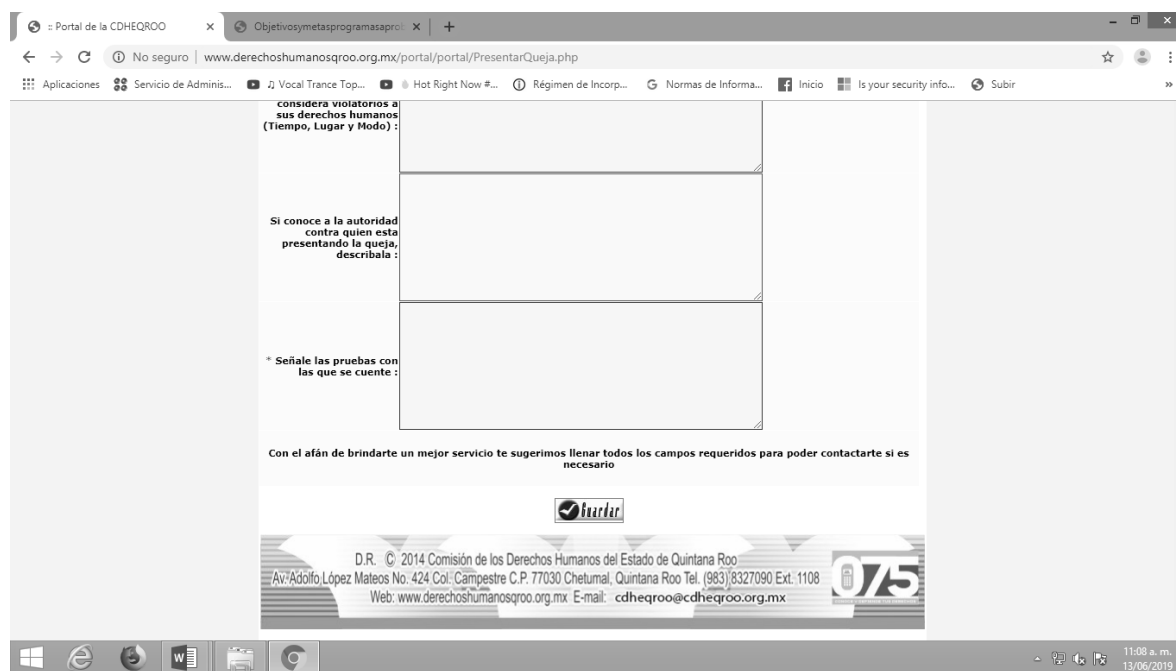 :: Portal de la CDHEQROO
Objetivosymetasprogramasaprob
No seguro | www.derechoshumanosqroo.org.mx/portal/portal/PresentarQueja.php
Aplicaciones Servicio de Adminis... Vocal Trance Top... Hot Right Now #... Régimen de Incorp... Normas de Informa... Inicio Is your security info... Subir »
considera violatorios a
sus derechos humanos
(Tiempo, Lugar y Modo) :
Si conoce a la autoridad
contra quien esta
presentando la queja,
describala :
* Señale las pruebas con
las que se cuente :
Con el afán de brindarte un mejor servicio te sugerimos llenar todos los campos requeridos para poder contactarte si es
necesario
Guardar
D.R. © 2014 Comisión de los Derechos Humanos del Estado de Quintana Roo
Av. Adolfo López Mateos No. 424 Col. Campestre C.P. 77030 Chetumal, Quintana Roo Tel. (983) 8327090 Ext. 1108
Web: www.derechoshumanosqroo.org.mx E-mail: cdheqroo@cdheqroo.org.mx
075
11:08 a. m.
13/06/2019